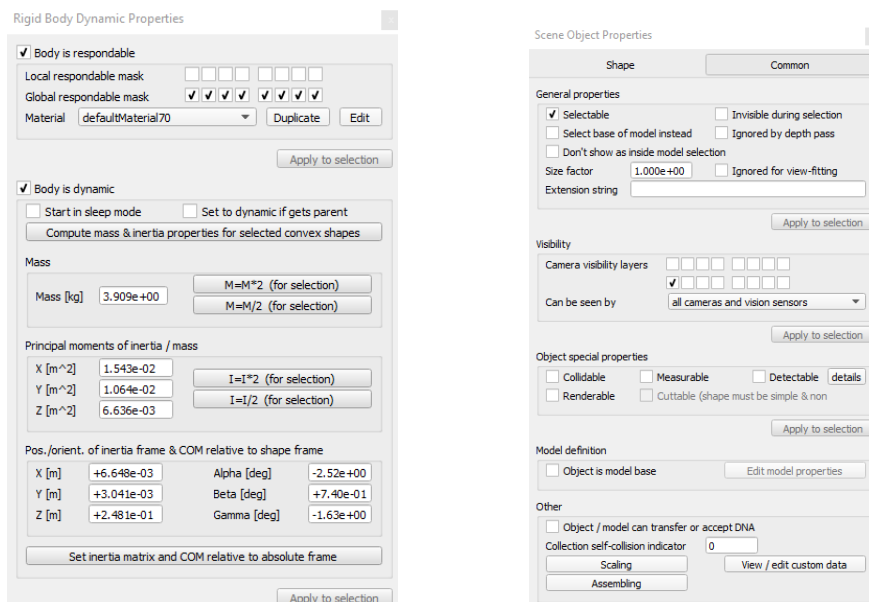 Rigid Body Dynamic Properties
Body is respondable
Local respondable mask
Global respondable mask
Material defaultMaterial70 Duplicate Edit
Apply to selection
Body is dynamic
Start in sleep mode Set to dynamic if gets parent
Compute mass & inertia properties for selected convex shapes
Mass
Mass [kg] 3.909e+00
M=M*2 (for selection)
M=M/2 (for selection)
Principal moments of inertia / mass
X [m^2] 1.543e-02
Y [m^2] 1.064e-02
Z [m^2] 6.636e-03
I=I*2 (for selection)
I=I/2 (for selection)
Pos./orient. of inertia frame & COM relative to shape frame
X [m] +6.648e-03 Alpha [deg] -2.52e+00
Y [m] +3.041e-03 Beta [deg] +7.40e-01
Z [m] +2.481e-01 Gamma [deg] -1.63e+00
Set inertia matrix and COM relative to absolute frame
Apply to selection
Scene Object Properties
Shape Common
General properties
Selectable Invisible during selection
Select base of model instead Ignored by depth pass
Don't show as inside model selection
Size factor 1.000e+00 Ignored for view-fitting
Extension string
Apply to selection
Visibility
Camera visibility layers
Can be seen by all cameras and vision sensors
Apply to selection
Object special properties
Collidable Measurable Detectable details
Renderable Cuttable (shape must be simple & non
Apply to selection
Model definition
Object is model base Edit model properties
Other
Object / model can transfer or accept DNA
Collection self-collision indicator 0
Scaling View / edit custom data
Assembling